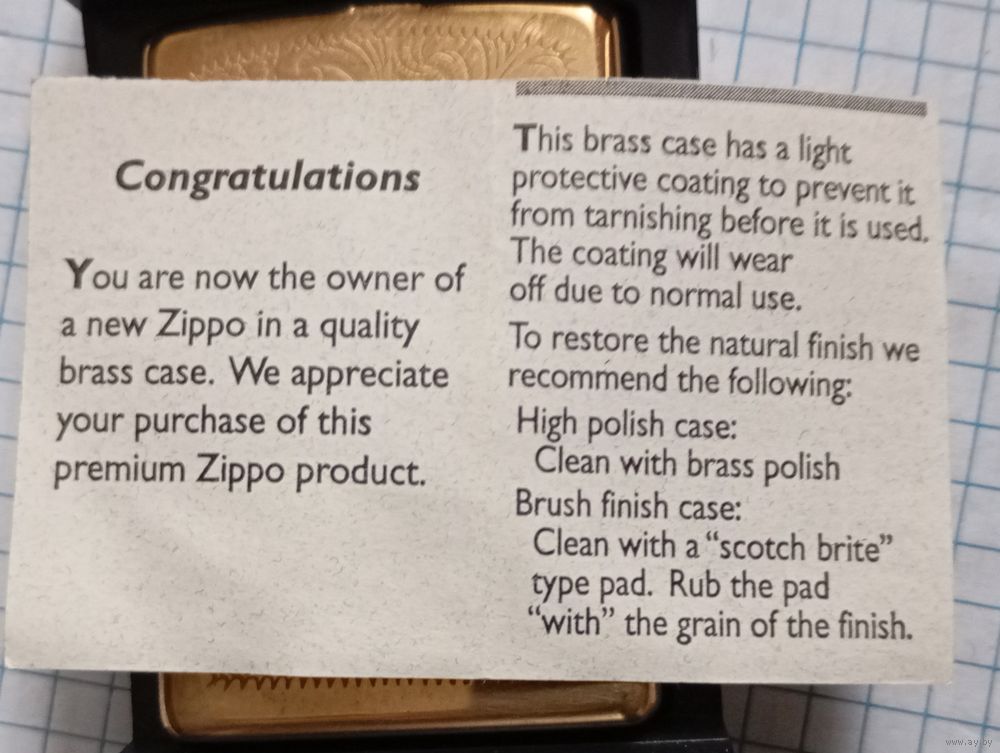 Congratulations
You are now the owner of
a new Zippo in a quality
brass case. We appreciate
your purchase of this
premium Zippo product.
This brass case has a light
protective coating to prevent it
from tarnishing before it is used.
The coating will wear
off due to normal use.
To restore the natural finish we
recommend the following:
High polish case:
Clean with brass polish
Brush finish case:
Clean with a “scotch brite”
type pad. Rub the pad
“with” the grain of the finish.
www.ay.by